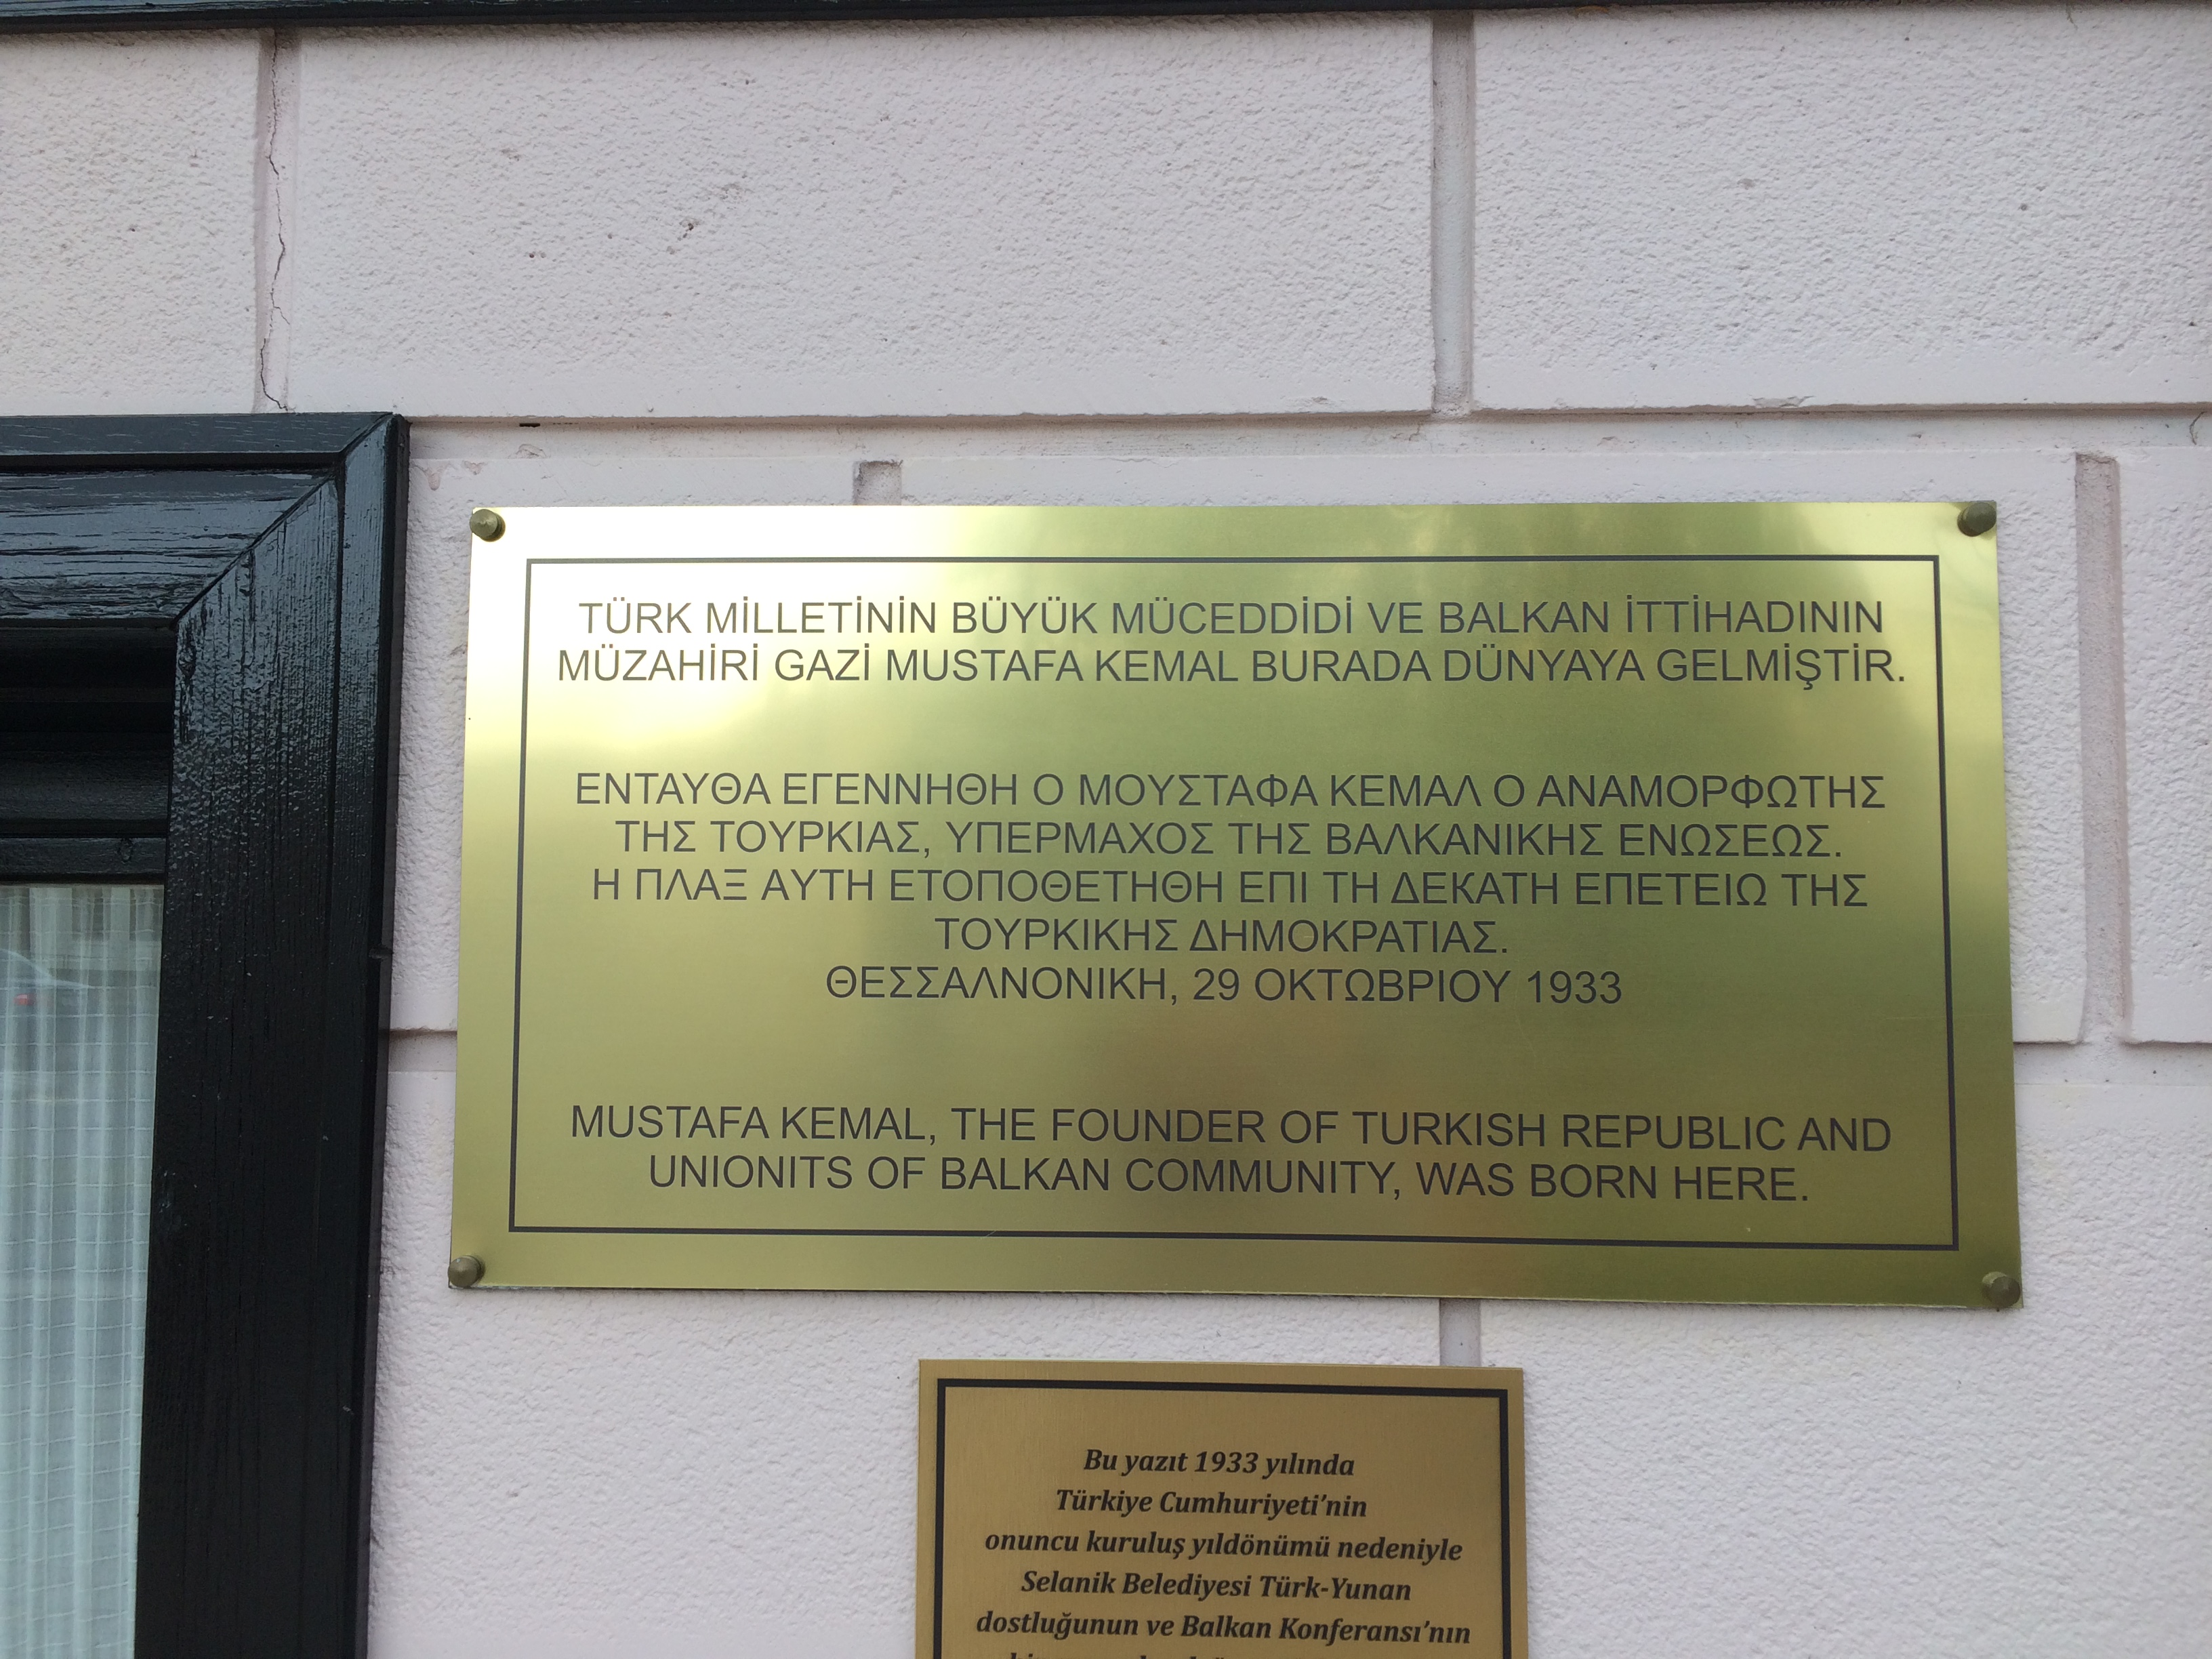 TÜRK MİLLETİNİN BÜYÜK MÜCEDDİDİ VE BALKAN İTTİHADININ
MÜZAHİRİ GAZİ MUSTAFA KEMAL BURADA DÜNYAYA GELMİŞTİR.
ΕΝΤΑΥΘΑ ΕΓΕΝΝΗΘΗ Ο ΜΟΥΣΤΑΦΑ ΚΕΜΑΛ Ο ΑΝΑΜΟΡΦΩΤΗΣ
ΤΗΣ ΤΟΥΡΚΙΑΣ, ΥΠΕΡΜΑΧΟΣ ΤΗΣ ΒΑΛΚΑΝΙΚΗΣ ΕΝΩΣΕΩΣ.
Η ΠΛΑΞ ΑΥΤΗ ΕΤΟΠΟΘΕΤΗΘΗ ΕΠΙ ΤΗ ΔΕΚΑΤΗ ΕΠΕΤΕΙΩ ΤΗΣ
ΤΟΥΡΚΙΚΗΣ ΔΗΜΟΚΡΑΤΙΑΣ.
ΘΕΣΣΑΛΝΟΝΙΚΗ, 29 ΟΚΤΩΒΡΙΟΥ 1933
MUSTAFA KEMAL, THE FOUNDER OF TURKISH REPUBLIC AND
UNIONITS OF BALKAN COMMUNITY, WAS BORN HERE.
Bu yazıt 1933 yılında
Türkiye Cumhuriyeti'nin
onuncu kuruluş yıldönümü nedeniyle
Selanik Belediyesi Türk-Yunan
dostluğunun ve Balkan Konferansı'nın